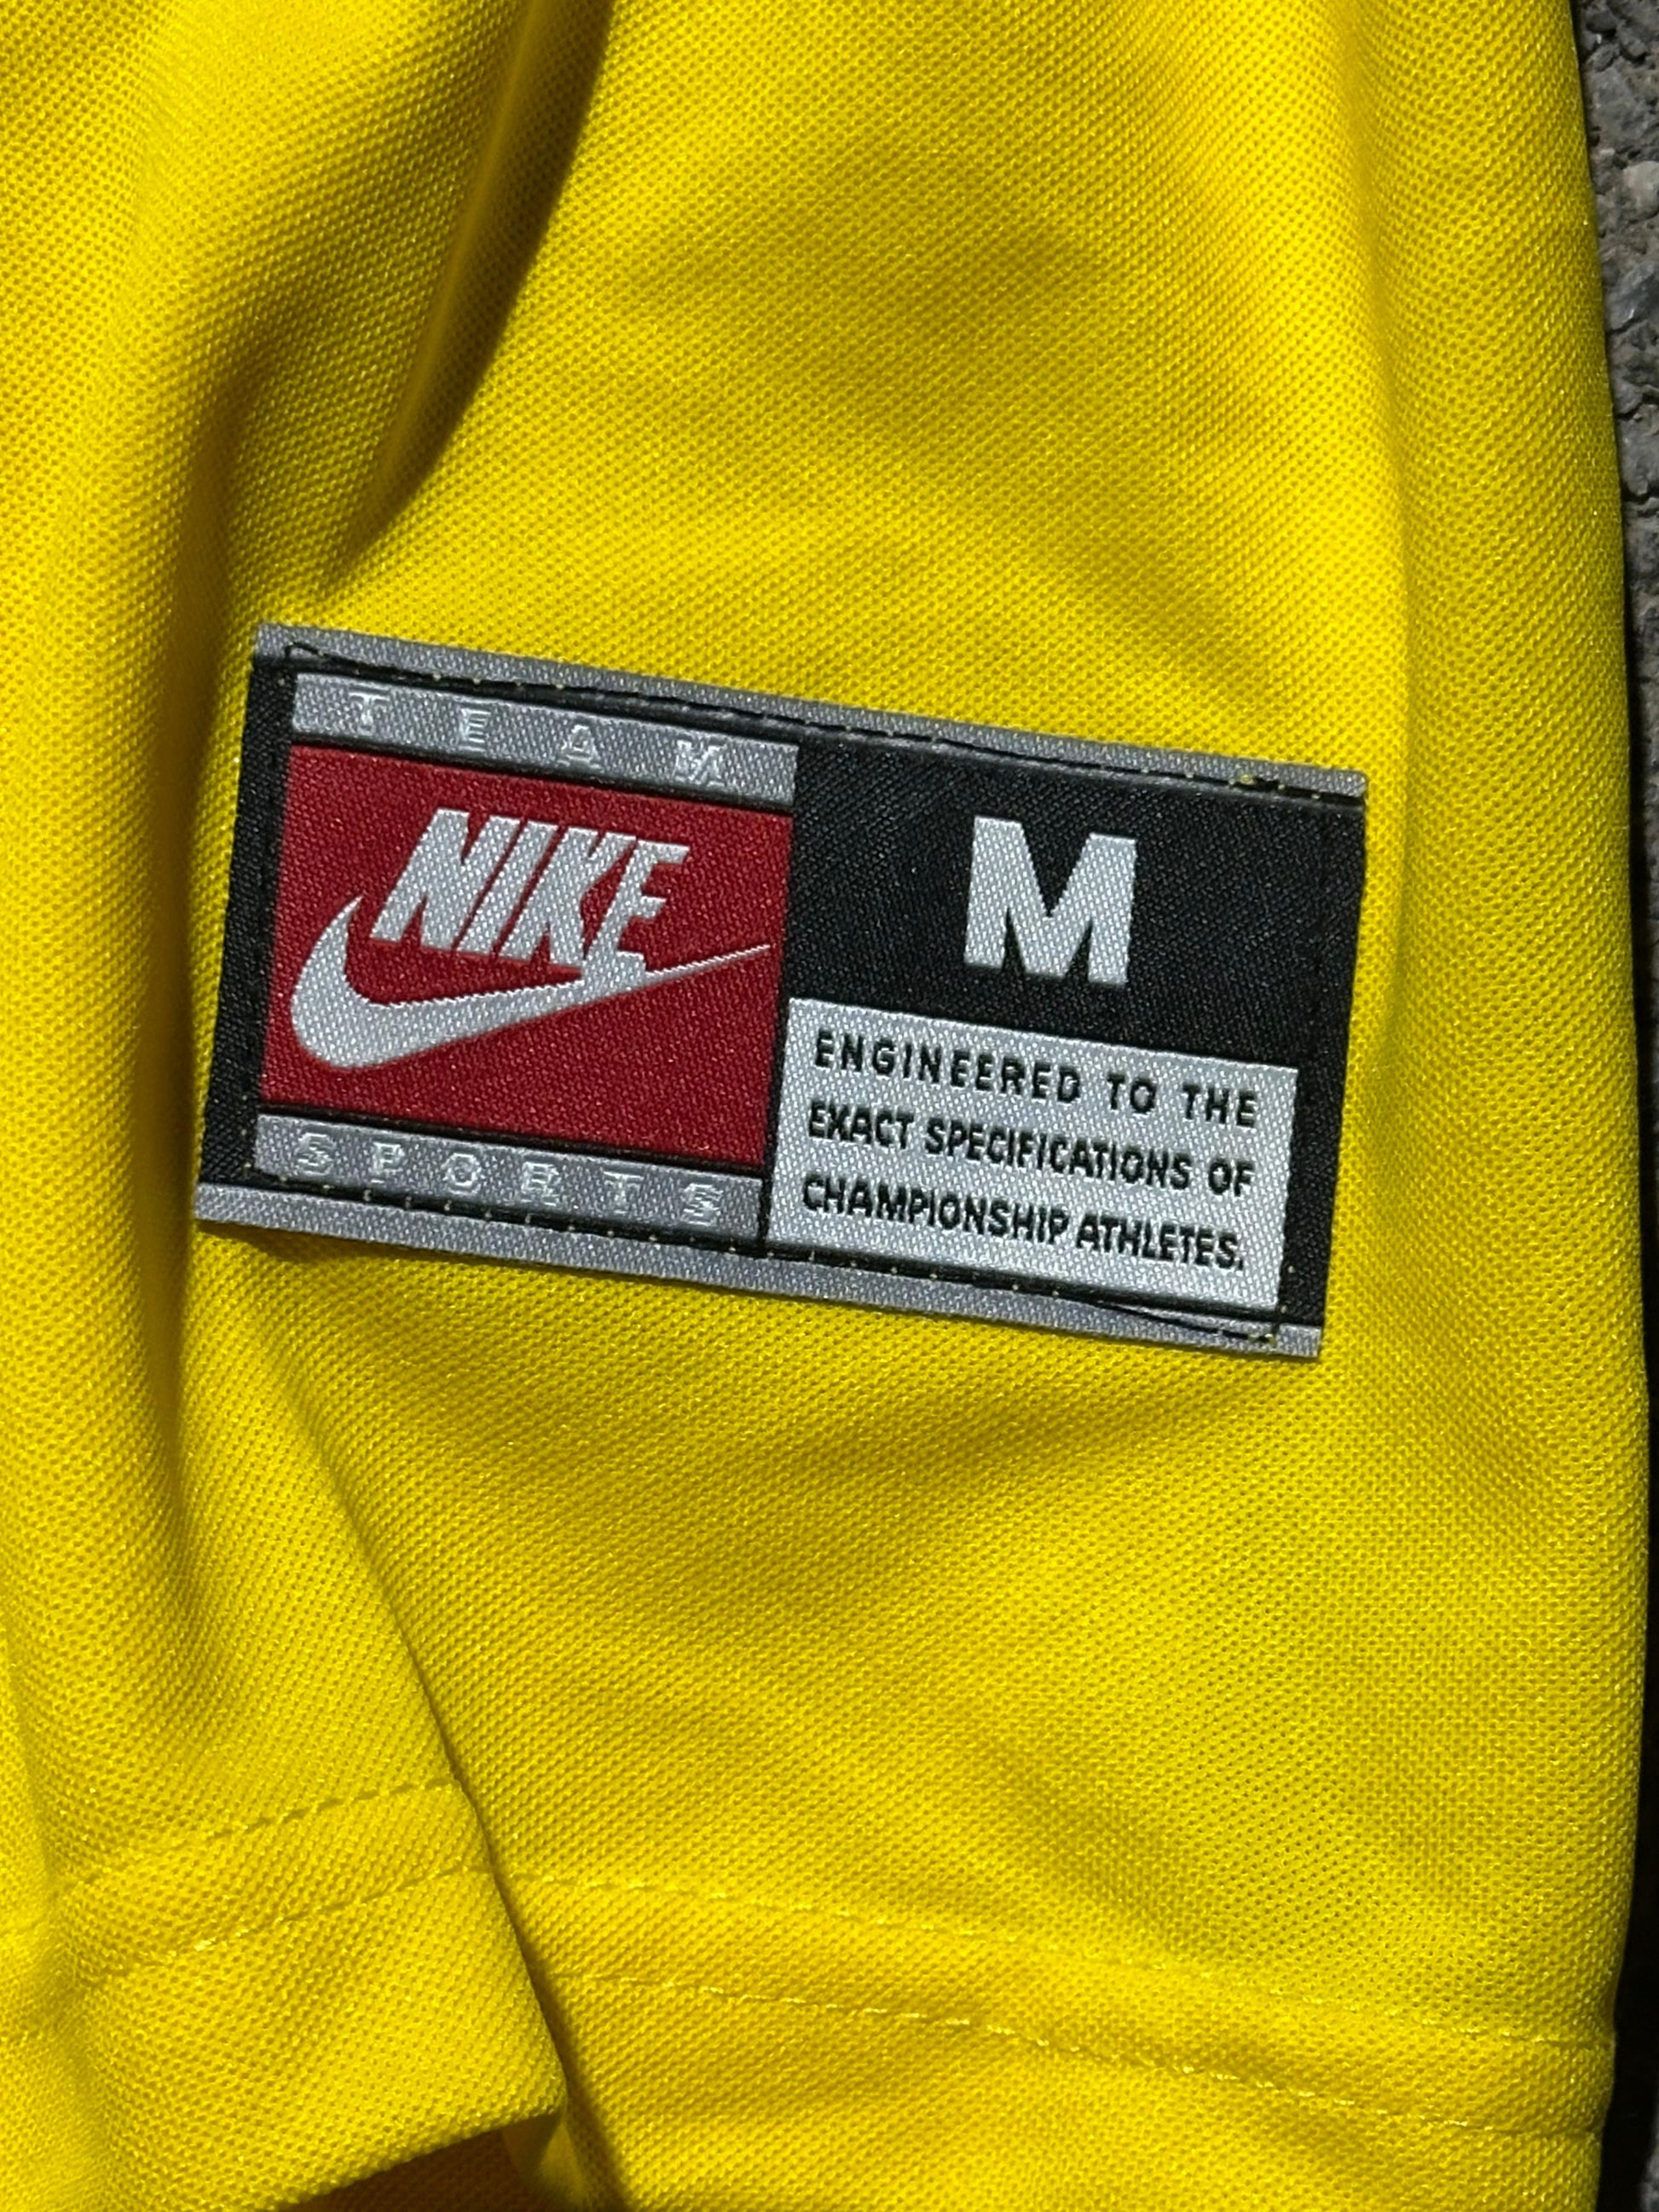 TEAM
NIKE
SPORTS
M
ENGINEERED TO THE
EXACT SPECIFICATIONS OF
CHAMPIONSHIP ATHLETES.